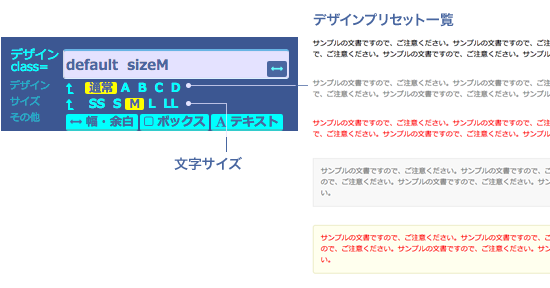 デザインプリセット一覧
デザイン
class=
default sizeM
デザイン 通常 A B C D
サイズ SS S M L LL
その他 幅・余白 ボックス A テキスト
文字サイズ
サンプルの文書ですので、ご注意ください。サンプルの文書ですので、ご注
で、ご注意ください。サンプルの文書ですので、ご注意ください。サンプ
サンプルの文書ですので、ご注意ください。サンプルの文書ですので、ご注
で、ご注意ください。サンプルの文書ですので、ご注意ください。サンプ
サンプルの文書ですので、ご注意ください。サンプルの文書ですので、ご注
で、ご注意ください。サンプルの文書ですので、ご注意ください。サンプ
サンプルの文書ですので、ご注意ください。サンプルの文書ですので、ご
ので、ご注意ください。サンプルの文書ですので、ご注意ください。サン
い。
サンプルの文書ですので、ご注意ください。サンプルの文書ですので、ご
ので、ご注意ください。サンプルの文書ですので、ご注意ください。サン
い。